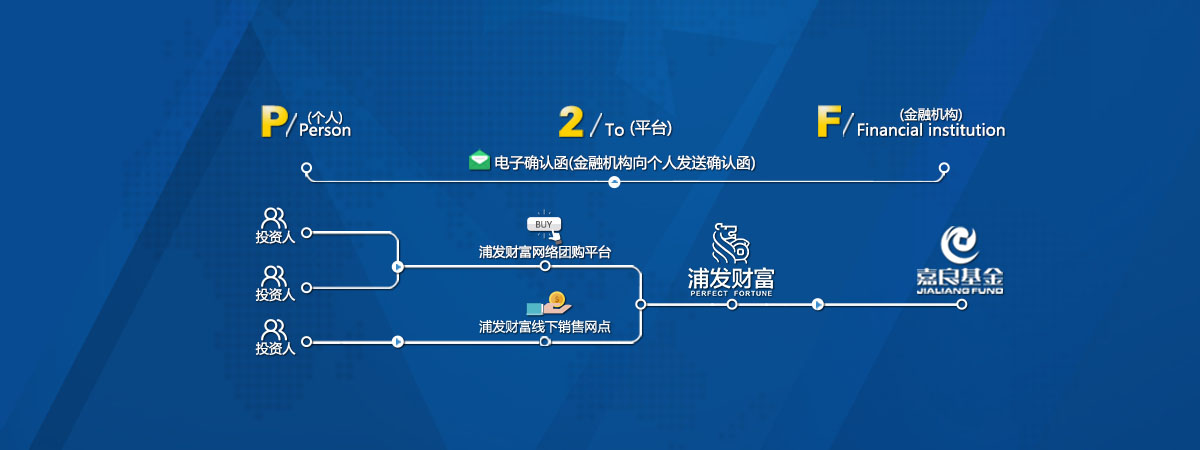 P/(个人)Person
2/To (平台)
F/(金融机构)Financial institution
电子确认函(金融机构向个人发送确认函)
投资人
BUY
浦发财富网络团购平台
投资人
浦发财富
PERFECT FORTUNE
嘉良基金
JIALIANG FUND
投资人
浦发财富线下销售网点